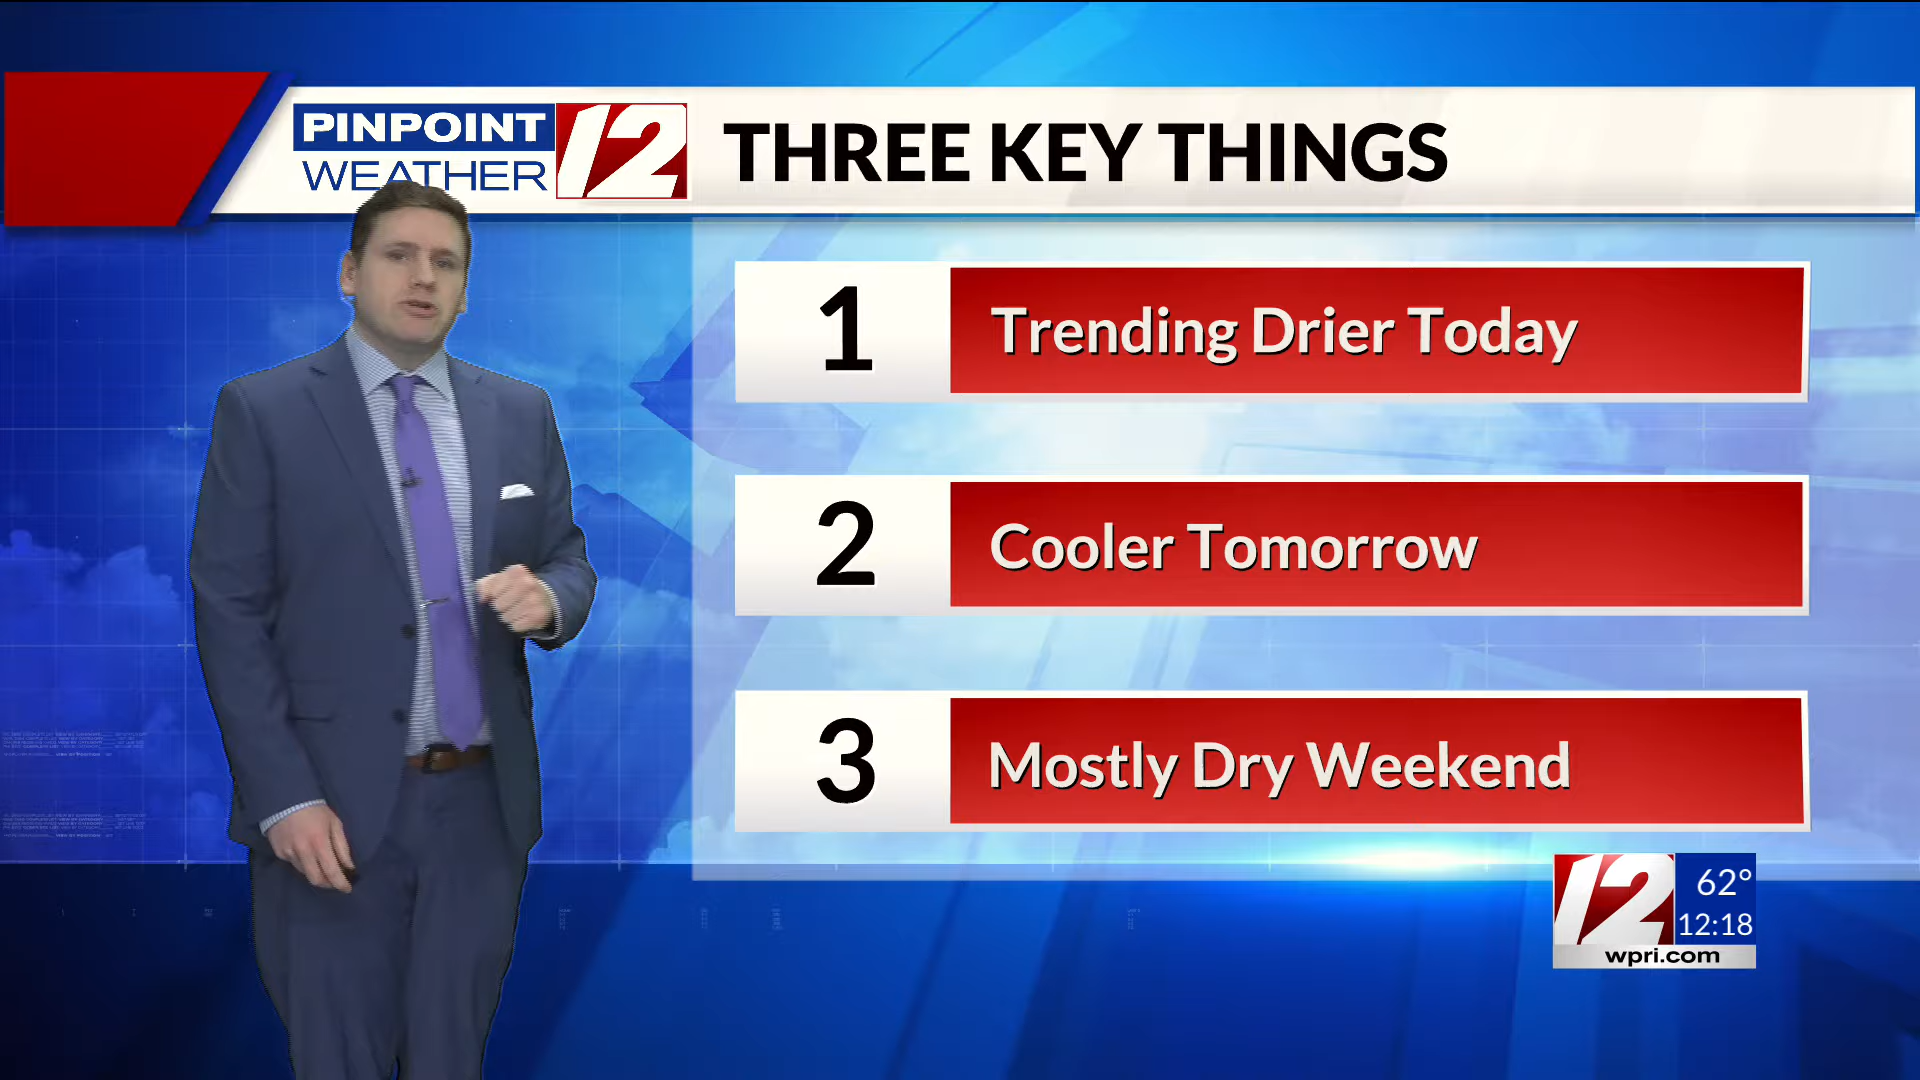 PINPOINT
WEATHER
12
THREE KEY THINGS
1
Trending Drier Today
2
Cooler Tomorrow
3
Mostly Dry Weekend
12
62°
12:18
wpri.com